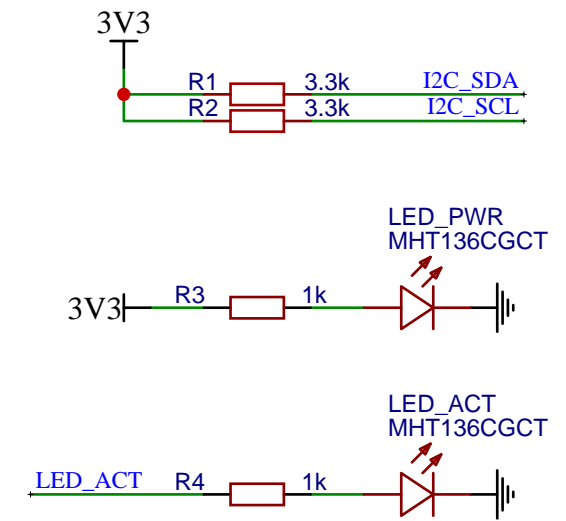 3V3
R1 3.3k I2C_SDA
R2 3.3k I2C_SCL
LED_PWR
MHT136CGCT
3V3 R3 1k
LED_ACT
MHT136CGCT
LED_ACT R4 1k